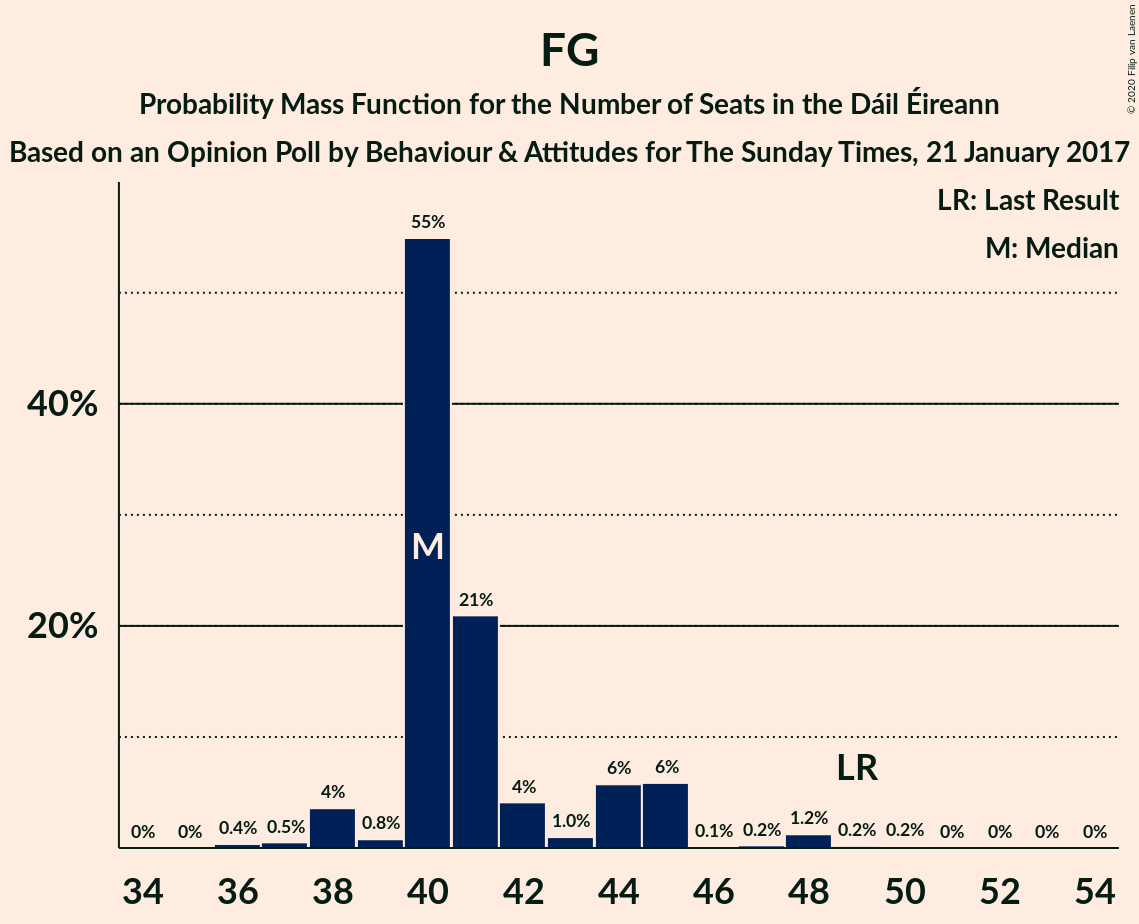 FG
Probability Mass Function for the Number of Seats in the Dáil Éireann
Based on an Opinion Poll by Behaviour & Attitudes for The Sunday Times, 21 January 2017
© 2020 Filip van Laenen
LR: Last Result
M: Median
40%
20%
0% 0% 0.4% 0.5% 4% 0.8% 55% 21% 4% 1.0% 6% 6% 0.1% 0.2% 1.2% 0.2% 0.2% 0% 0% 0% 0%
M
LR
34 36 38 40 42 44 46 48 50 52 54